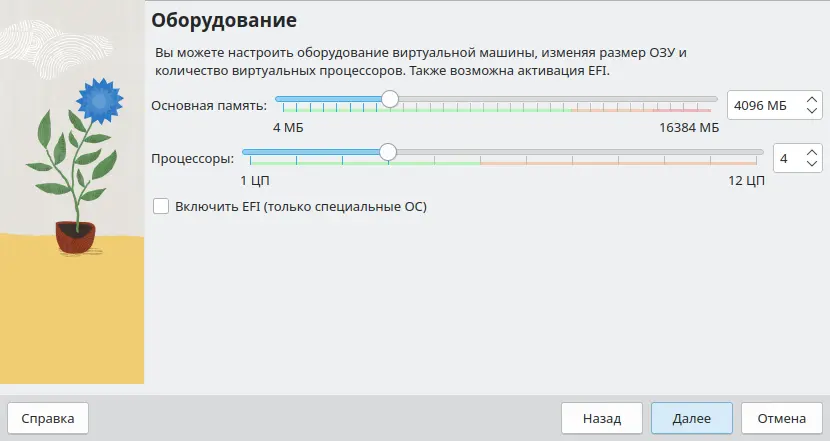 Оборудование
Вы можете настроить оборудование виртуальной машины, изменяя размер ОЗУ и
количество виртуальных процессоров. Также возможна активация EFI.
Основная память:
4096 МБ
4 МБ
16384 МБ
Процессоры:
4
1 ЦП
12 ЦП
Включить EFI (только специальные ОС)
Справка
Назад
Далее
Отмена